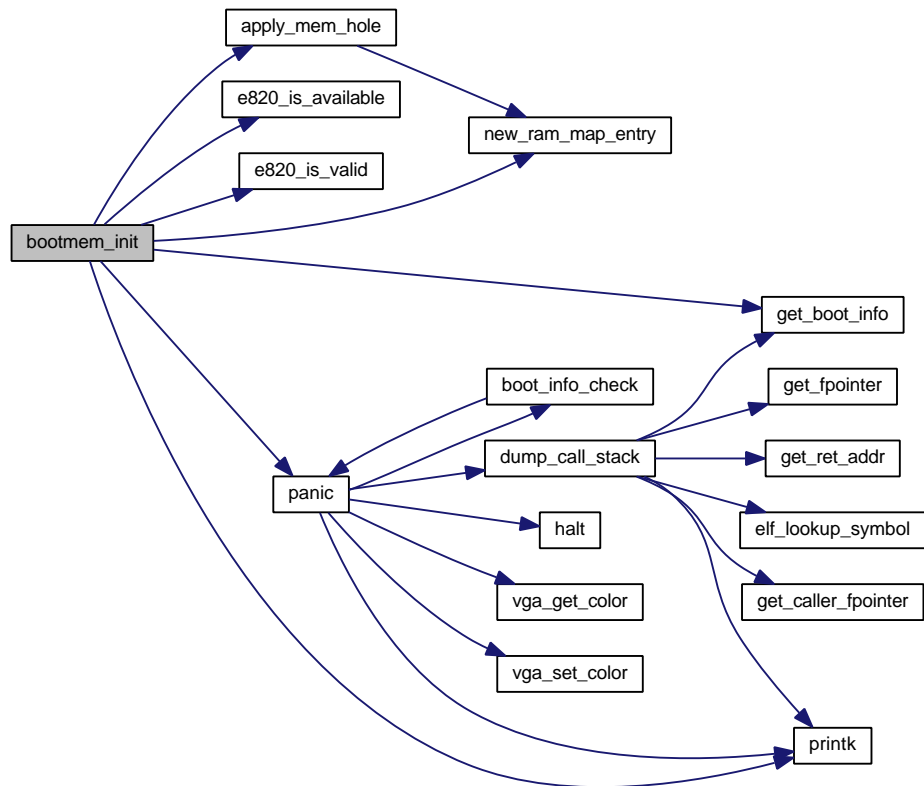 apply_mem_hole
e820_is_available
new_ram_map_entry
e820_is_valid
bootmem_init
get_boot_info
boot_info_check
get_fpointer
dump_call_stack
get_ret_addr
panic
halt
elf_lookup_symbol
vga_get_color
get_caller_fpointer
vga_set_color
printk